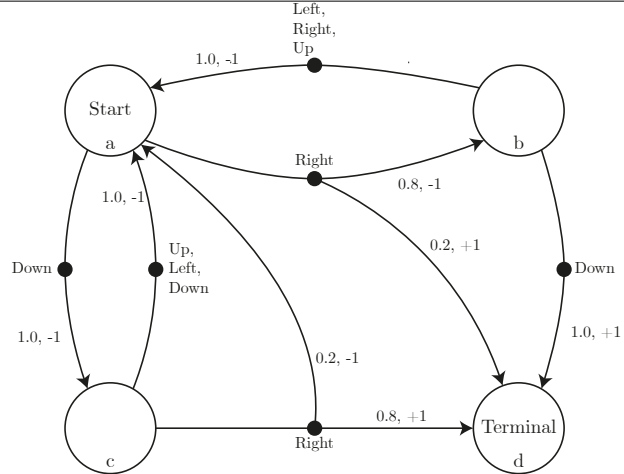 Left,
Right,
Up
1.0, -1
Start
a
b
Right
1.0, -1
0.8, -1
Up,
Left,
Down
0.2, +1
Down
Down
1.0, -1
1.0, +1
0.2, -1
0.8, +1
Terminal
Right
c
d